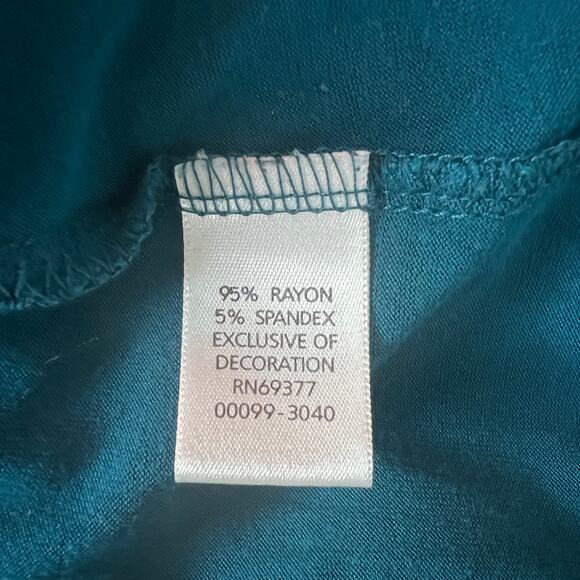 95% RAYON
5% SPANDEX
EXCLUSIVE OF
DECORATION
RN69377
00099-3040